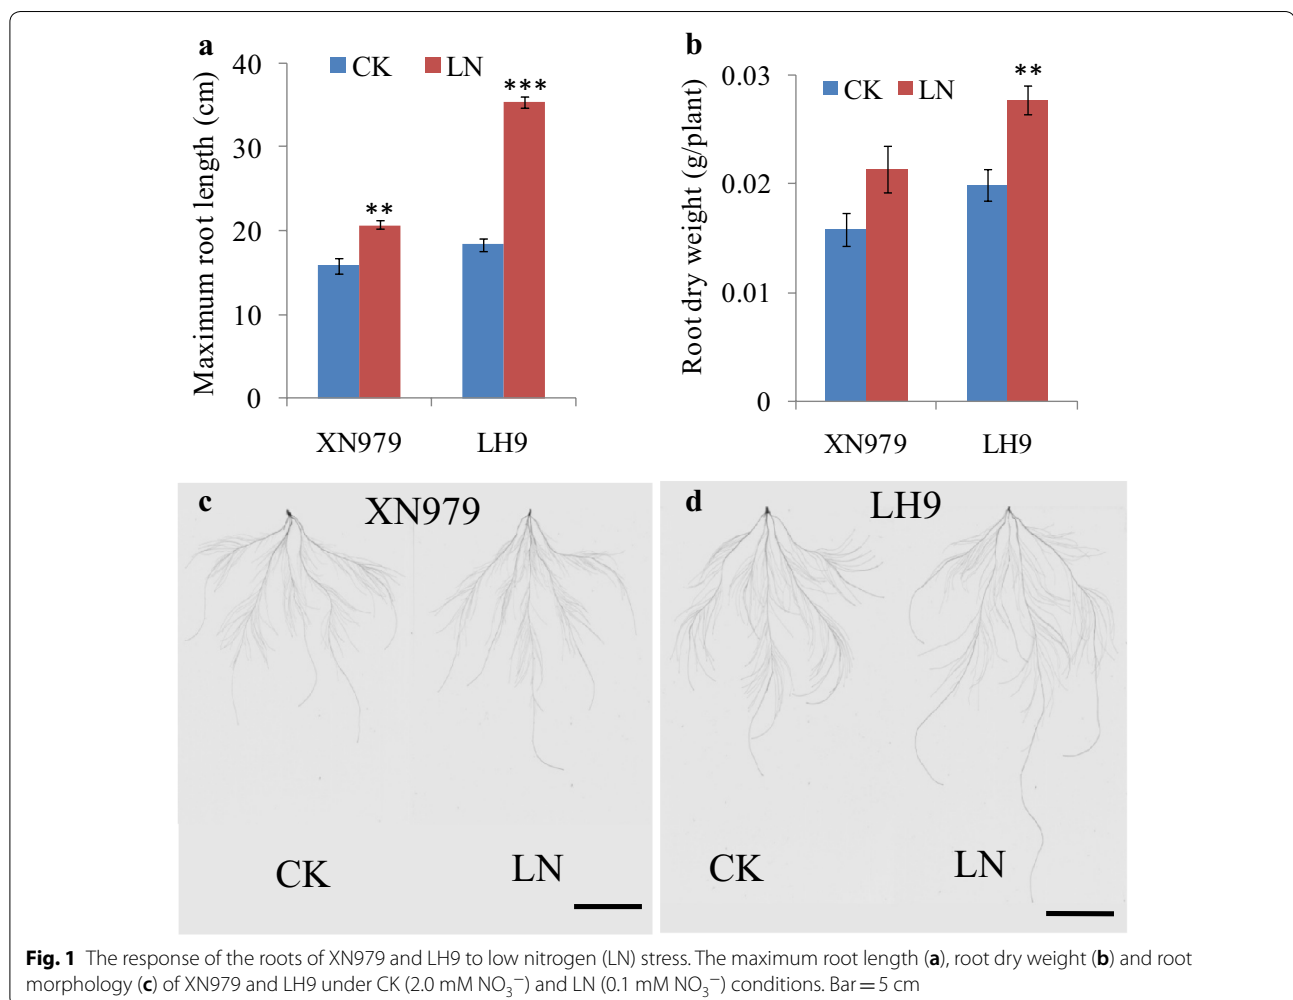 a
b
40
30
20
10
0
Maximum root length (cm)
CK LN
**
***
XN979 LH9
0.03
0.02
0.01
0
Root dry weight (g/plant)
CK LN
**
XN979 LH9
c
XN979
CK
LN
d
LH9
CK
LN
Fig. 1 The response of the roots of XN979 and LH9 to low nitrogen (LN) stress. The maximum root length (a), root dry weight (b) and root
morphology (c) of XN979 and LH9 under CK (2.0 mM NO₃⁻) and LN (0.1 mM NO₃⁻) conditions. Bar = 5 cm